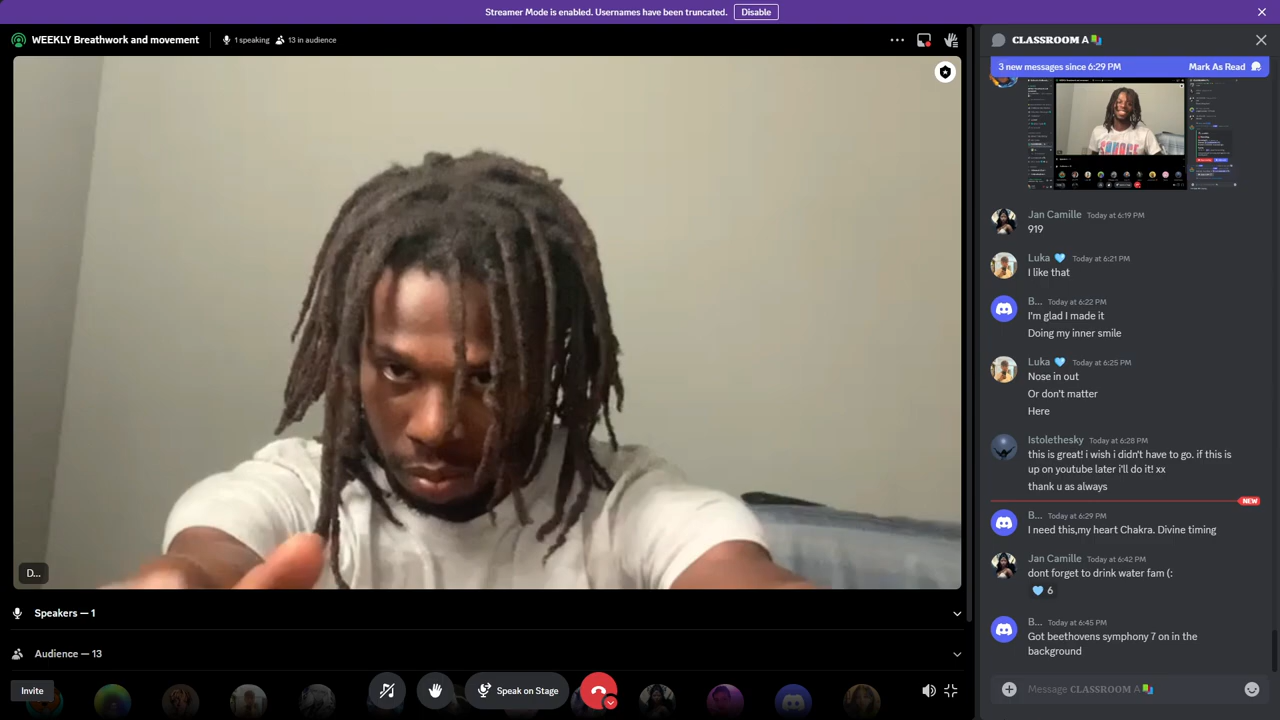 Streamer Mode is enabled. Usernames have been truncated. Disable
WEEKLY Breathwork and movement
1 speaking 13 in audience
D...
Speakers — 1
Audience — 13
Invite
Speak on Stage
CLASSROOM A
3 new messages since 6:29 PM Mark As Read
Jan Camille Today at 6:19 PM
919
Luka Today at 6:21 PM
I like that
B... Today at 6:22 PM
I'm glad I made it
Doing my inner smile
Luka Today at 6:25 PM
Nose in out
Or don't matter
Here
Istolethesky Today at 6:28 PM
this is great! i wish i didn't have to go. if this is
up on youtube later i'll do it! xx
thank u as always
NEW
B... Today at 6:29 PM
I need this,my heart Chakra. Divine timing
Jan Camille Today at 6:42 PM
dont forget to drink water fam (:
6
B... Today at 6:45 PM
Got beethovens symphony 7 on in the
background
Message CLASSROOM A